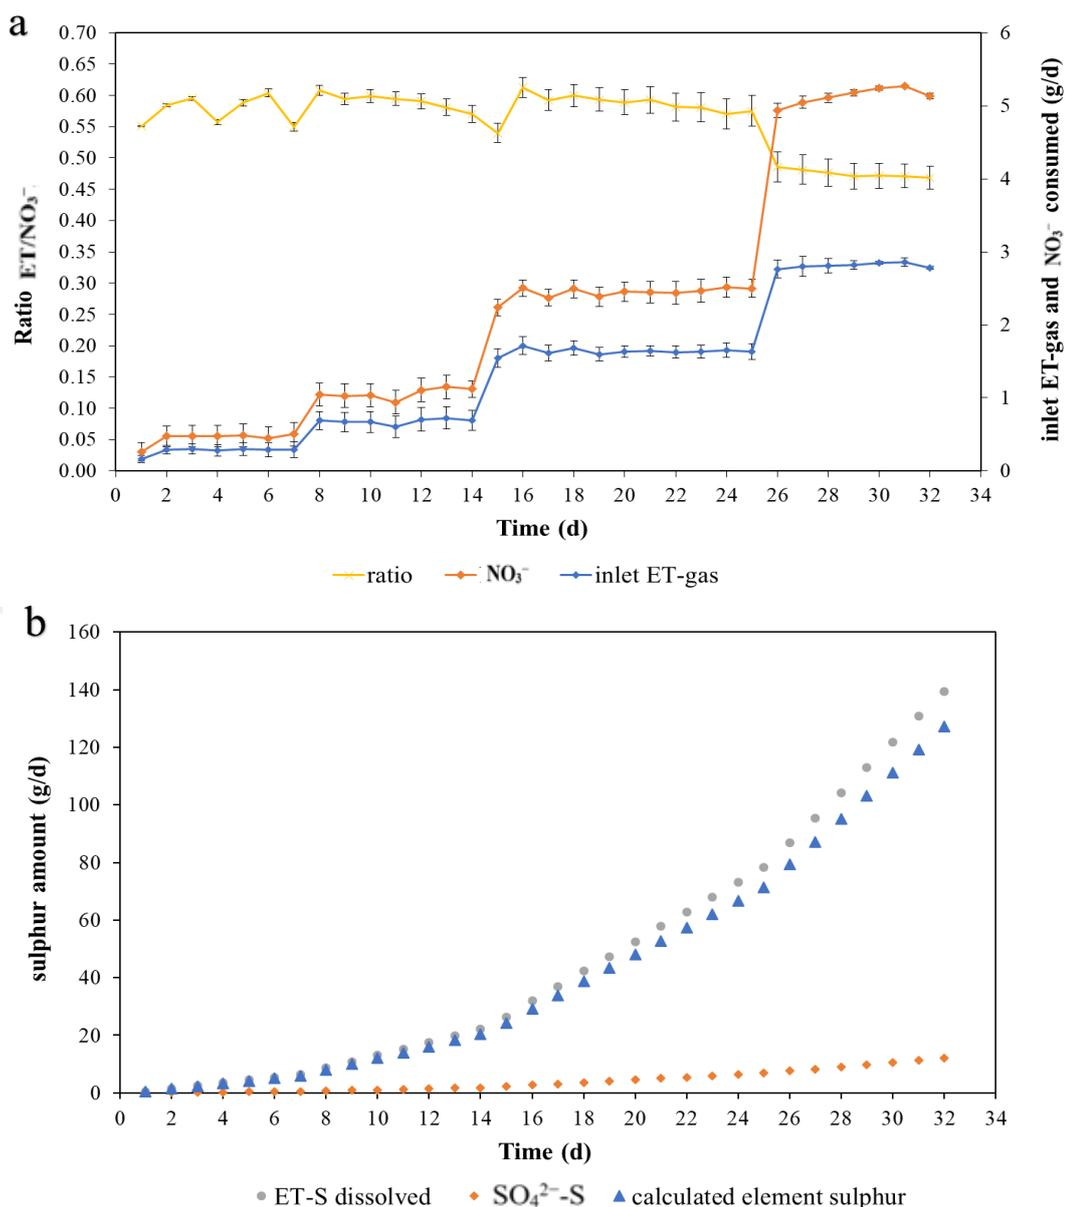 a
0.70
0.65
0.60
0.55
0.50
0.45
0.40
0.35
0.30
0.25
0.20
0.15
0.10
0.05
0.00
Ratio ET/NO₃⁻
6
5
4
3
2
1
0
inlet ET-gas and NO₃⁻ consumed (g/d)
0 2 4 6 8 10 12 14 16 18 20 22 24 26 28 30 32 34
Time (d)
ratio NO₃⁻ inlet ET-gas
b
160
140
120
100
80
60
40
20
0
sulphur amount (g/d)
0 2 4 6 8 10 12 14 16 18 20 22 24 26 28 30 32 34
Time (d)
ET-S dissolved SO₄²⁻-S calculated element sulphur